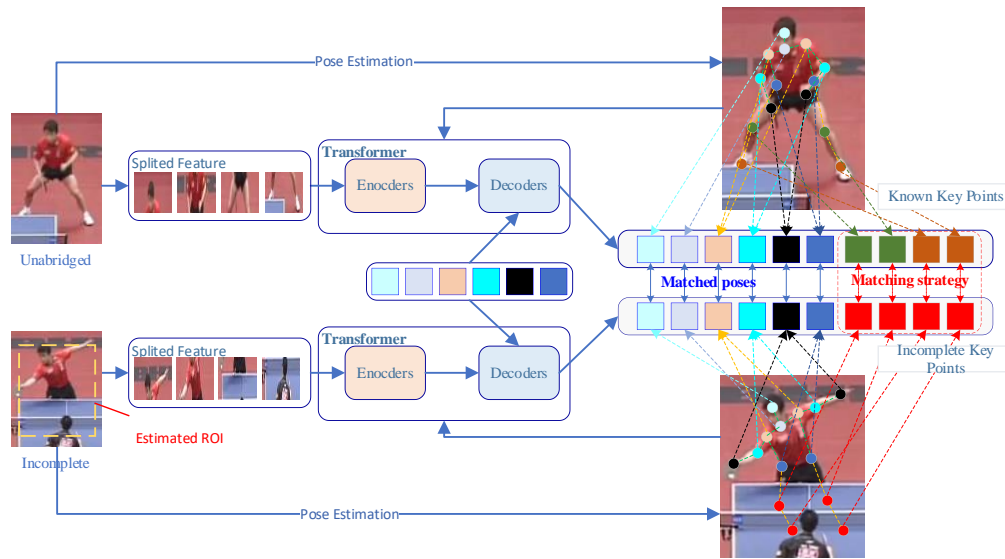 Pose Estimation
Splited Feature
Transformer
Enocders
Decoders
Known Key Points
Unabridged
Matched poses
Matching strategy
Splited Feature
Transformer
Enocders
Decoders
Incomplete Key
Points
Estimated ROI
Incomplete
Pose Estimation